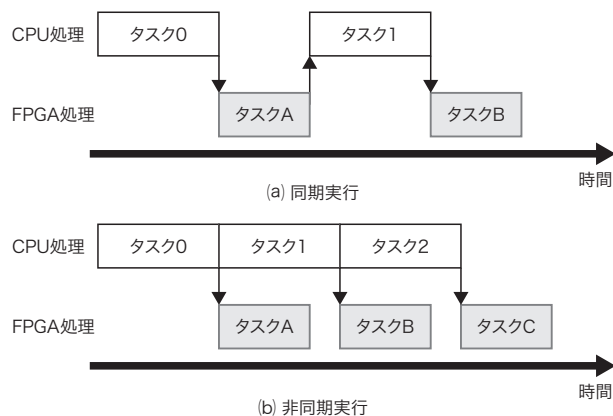 CPU処理
タスク0
タスク1
FPGA処理
タスクA
タスクB
時間
(a) 同期実行
CPU処理
タスク0
タスク1
タスク2
FPGA処理
タスクA
タスクB
タスクC
時間
(b) 非同期実行